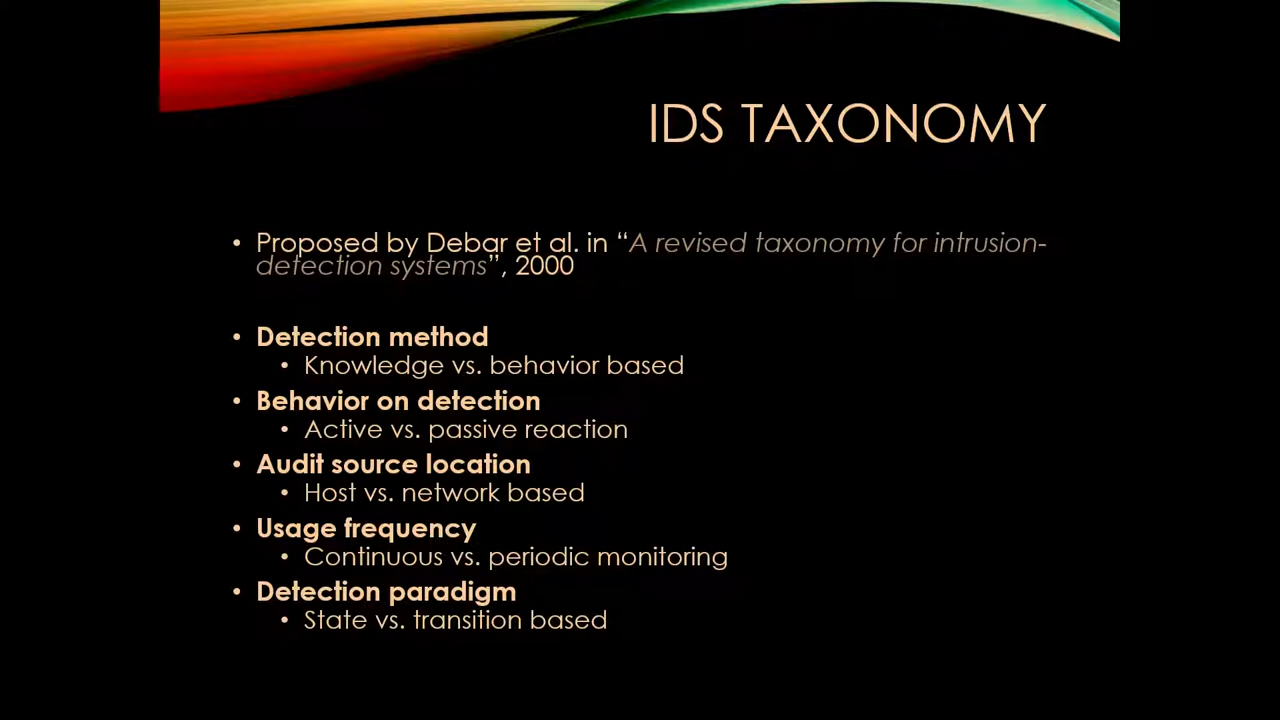 IDS TAXONOMY
• Proposed by Debar et al. in “A revised taxonomy for intrusion-
detection systems”, 2000
• Detection method
• Knowledge vs. behavior based
• Behavior on detection
• Active vs. passive reaction
• Audit source location
• Host vs. network based
• Usage frequency
• Continuous vs. periodic monitoring
• Detection paradigm
• State vs. transition based